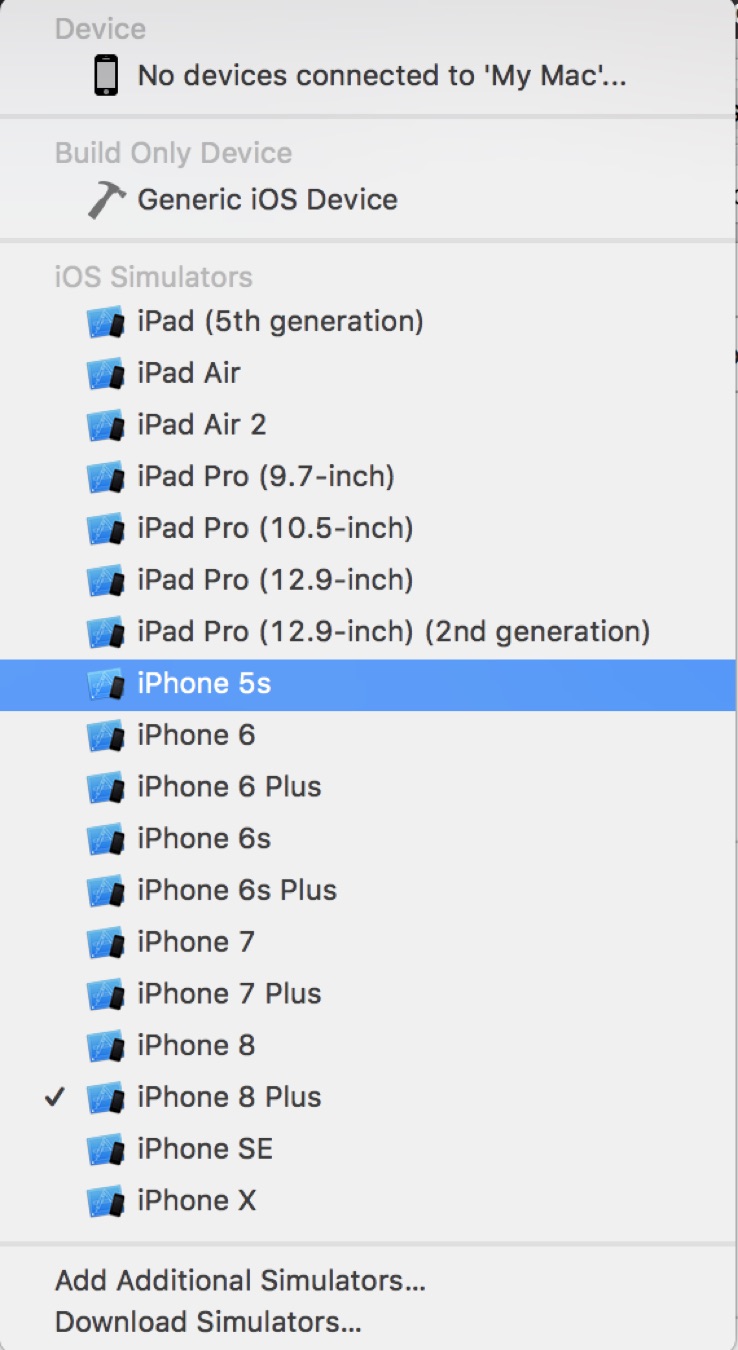 Device
No devices connected to 'My Mac'...
Build Only Device
Generic iOS Device
iOS Simulators
iPad (5th generation)
iPad Air
iPad Air 2
iPad Pro (9.7-inch)
iPad Pro (10.5-inch)
iPad Pro (12.9-inch)
iPad Pro (12.9-inch) (2nd generation)
iPhone 5s
iPhone 6
iPhone 6 Plus
iPhone 6s
iPhone 6s Plus
iPhone 7
iPhone 7 Plus
iPhone 8
iPhone 8 Plus
iPhone SE
iPhone X
Add Additional Simulators...
Download Simulators...